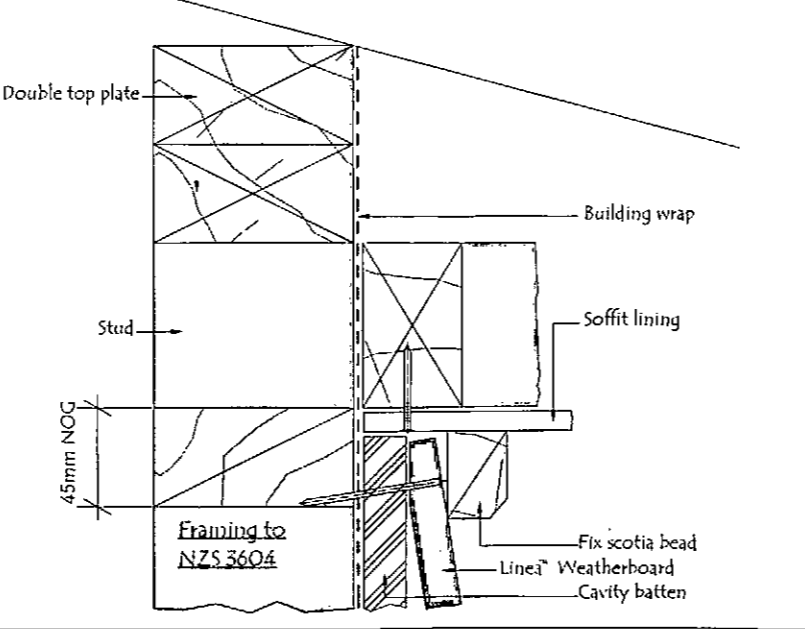 Double top plate
Building wrap
Soffit lining
Stud
45mm NOG
Framing to
NZS 3604
Fix scotia bead
Linea™ Weatherboard
Cavity batten